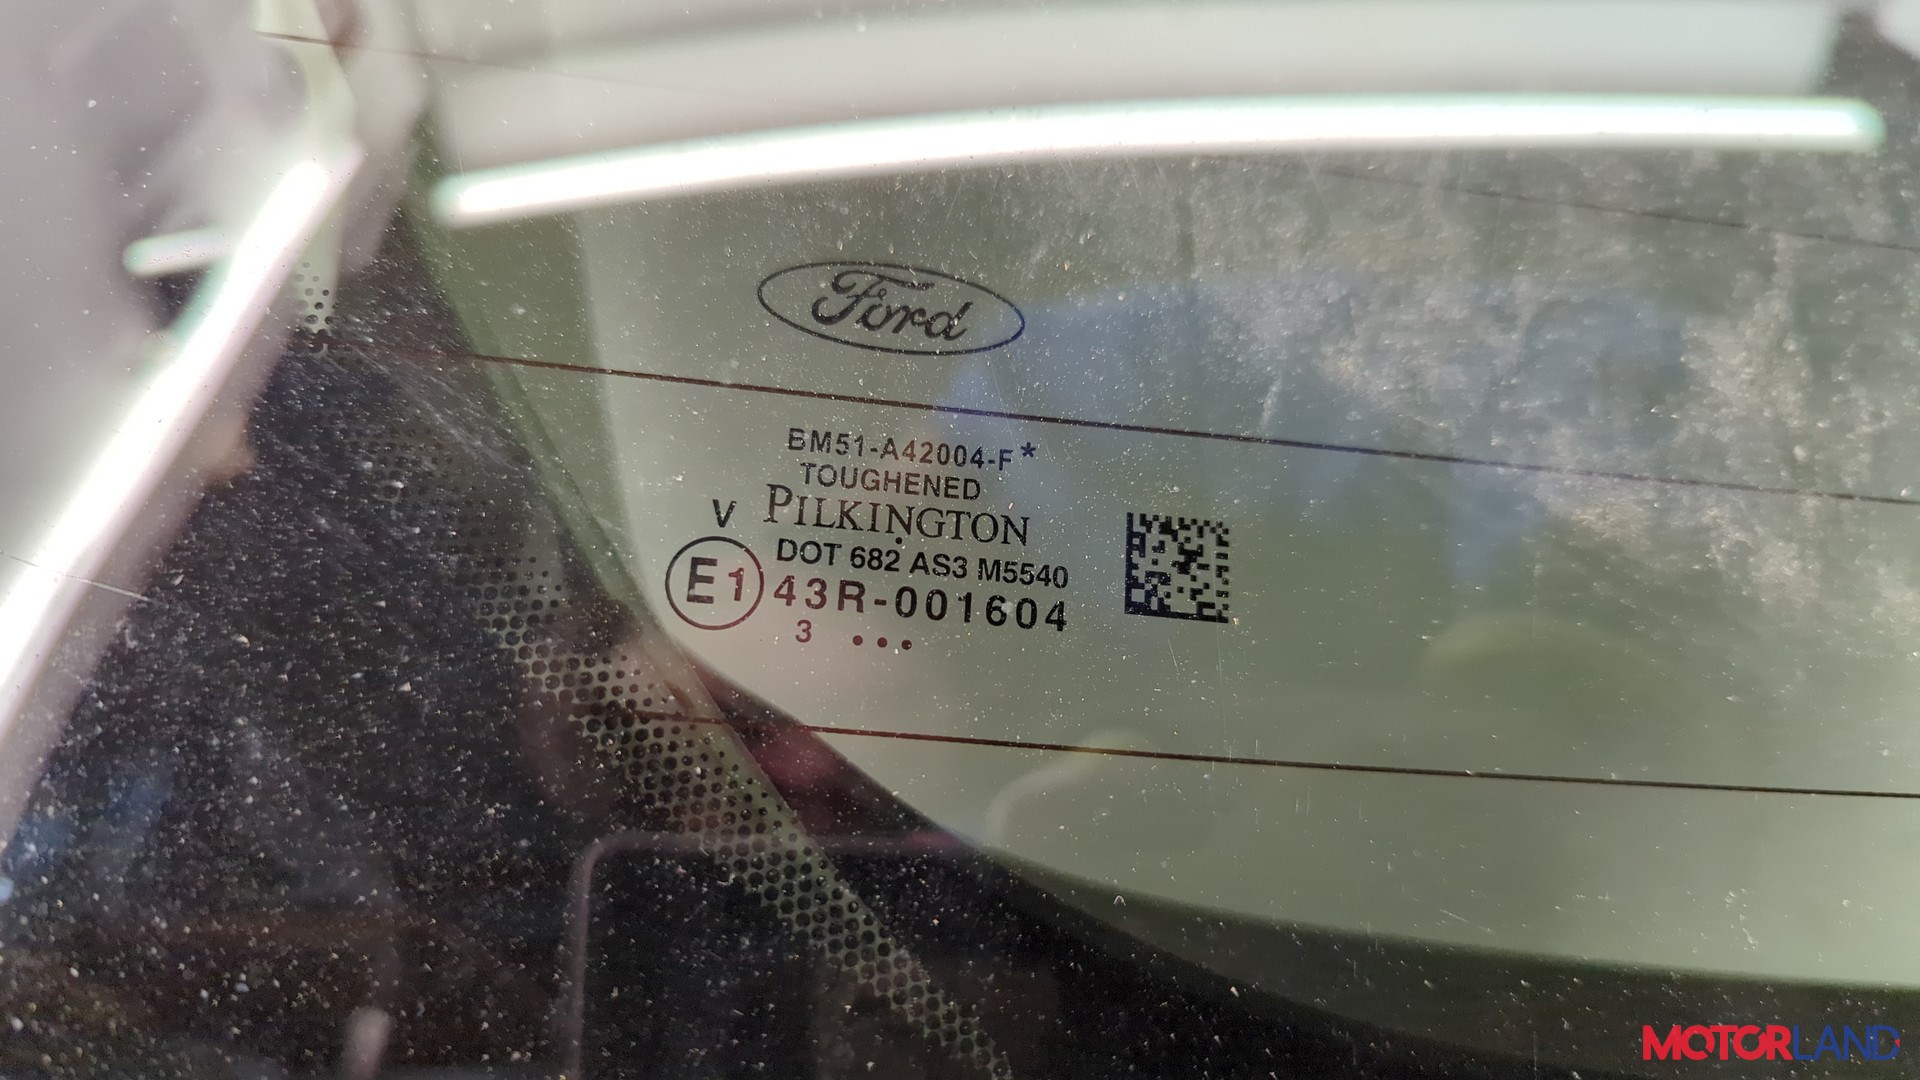 Ford
BM51-A42004-F*
TOUGHENED
V PILKINGTON
DOT 682 AS3 M5540
E1 43R-001604
3 •••
MOTORLAND